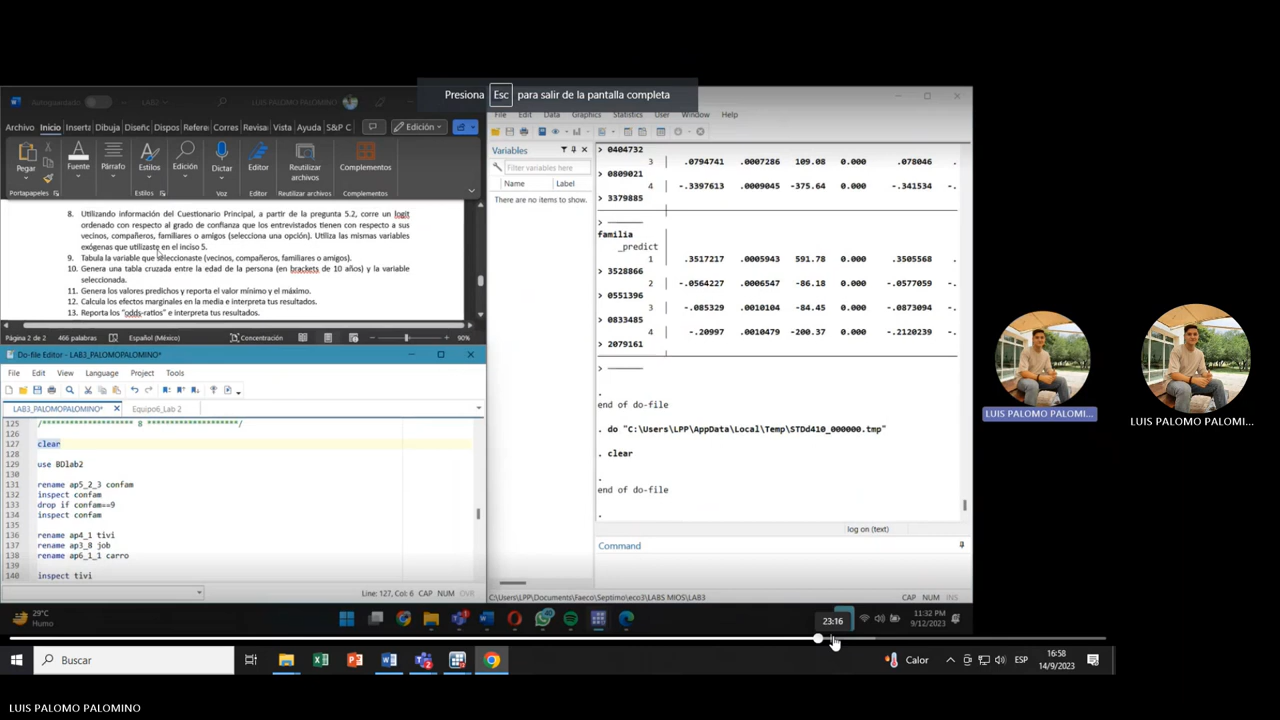 Presiona Esc para salir de la pantalla completa
Autoguardado
LAB3
LUIS PALOMO PALOMINO
Archivo Inicio Inserta Dibuja Diseñc Dispos Referen Corres Revisa Vista Ayuda S&P C
Edición
Pegar
Fuente
Párrafo
Estilos
Edición
Dictar
Editor
Reutilizar archivos
Complementos
Portapapeles
Estilos
Voz
Editor
Reutilizar archivos
Complementos
8. Utilizando información del Cuestionario Principal, a partir de la pregunta 5.2, corre un logit
ordenado con respecto al grado de confianza que los entrevistados tienen con respecto a sus
vecinos, compañeros, familiares o amigos (selecciona una opción). Utiliza las mismas variables
exógenas que utilizaste en el inciso 5.
9. Tabula la variable que seleccionaste (vecinos, compañeros, familiares o amigos).
10. Genera una tabla cruzada entre la edad de la persona (en brackets de 10 años) y la variable
seleccionada.
11. Genera los valores predichos y reporta el valor mínimo y el máximo.
12. Calcula los efectos marginales en la media e interpreta tus resultados.
13. Reporta los "odds-ratios" e interpreta tus resultados.
Página 2 de 2 466 palabras Español (México) Concentración 90%
Do-file Editor - LAB3_PALOMOPALOMINO*
File Edit View Language Project Tools
LAB3_PALOMOPALOMINO* Equipo6_Lab 2
125 /******************* 8 *******************/
126
127 clear
128
129 use BDlab2
130
131 rename ap5_2_3 confam
132 inspect confam
133 drop if confam==9
134 inspect confam
135
136 rename ap4_1 tivi
137 rename ap3_8 job
138 rename ap6_1_1 carro
139
140 inspect tivi
Line: 127, Col: 6 CAP NUM OVR
File Edit Data Graphics Statistics User Window Help
Variables
Filter variables here
Name Label
There are no items to show.
> 0404732
3 .0794741 .0007286 109.08 0.000 .078046 .
> 0809021
4 -.3397613 .0009045 -375.64 0.000 -.341534 -.
> 3379885
>
familia
_predict
1 .3517217 .0005943 591.78 0.000 .3505568 .
> 3528866
2 -.0564227 .0006547 -86.18 0.000 -.0577059 -.
> 0551396
3 -.085329 .0010104 -84.45 0.000 -.0873094 -.
> 0833485
4 -.20997 .0010479 -200.37 0.000 -.2120239 -.
> 2079161
>
.
end of do-file
. do "C:\Users\LPP\AppData\Local\Temp\STDd410_000000.tmp"
. clear
.
end of do-file
.
log on (text)
Command
C:\Users\LPP\Documents\Faeco\Septimo\eco3\LABS MIOS\LAB3 CAP NUM INS
LUIS PALOMO PALOMI...
LUIS PALOMO PALOMI...
29°C
Humo
40
23:16
11:32 PM
9/12/2023
Buscar
Calor
ESP
16:58
14/9/2023
LUIS PALOMO PALOMINO